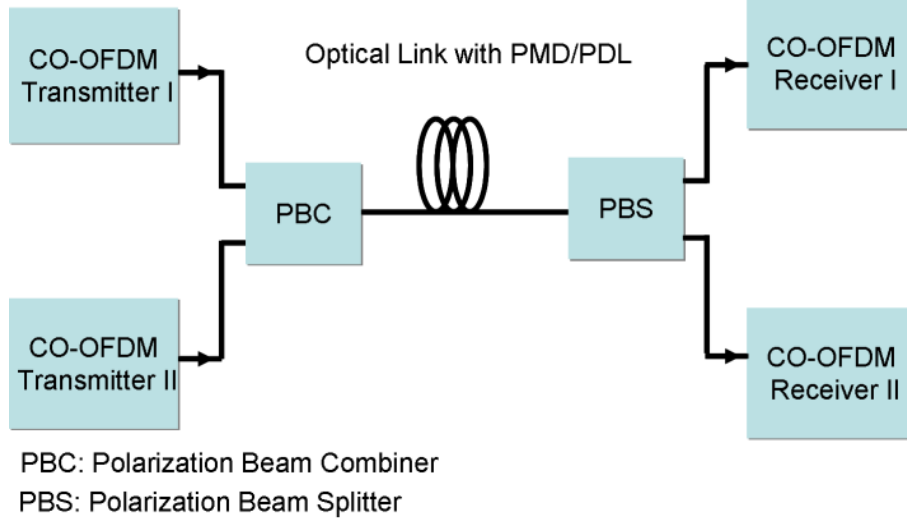 CO-OFDM
Transmitter I
Optical Link with PMD/PDL
CO-OFDM
Receiver I
PBC
PBS
CO-OFDM
Transmitter II
CO-OFDM
Receiver II
PBC: Polarization Beam Combiner
PBS: Polarization Beam Splitter